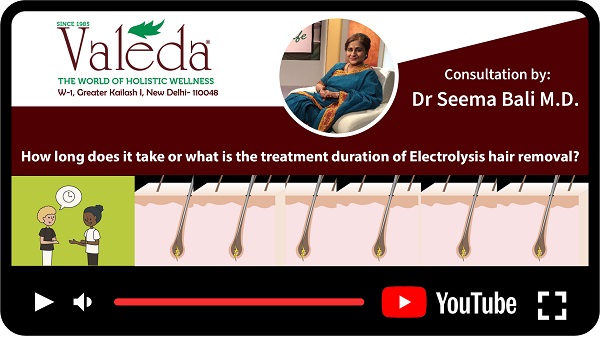 SINCE 1985
Valeda®
THE WORLD OF HOLISTIC WELLNESS
W-1, Greater Kailash I, New Delhi- 110048
Consultation by:
Dr Seema Bali M.D.
How long does it take or what is the treatment duration of Electrolysis hair removal?
YouTube